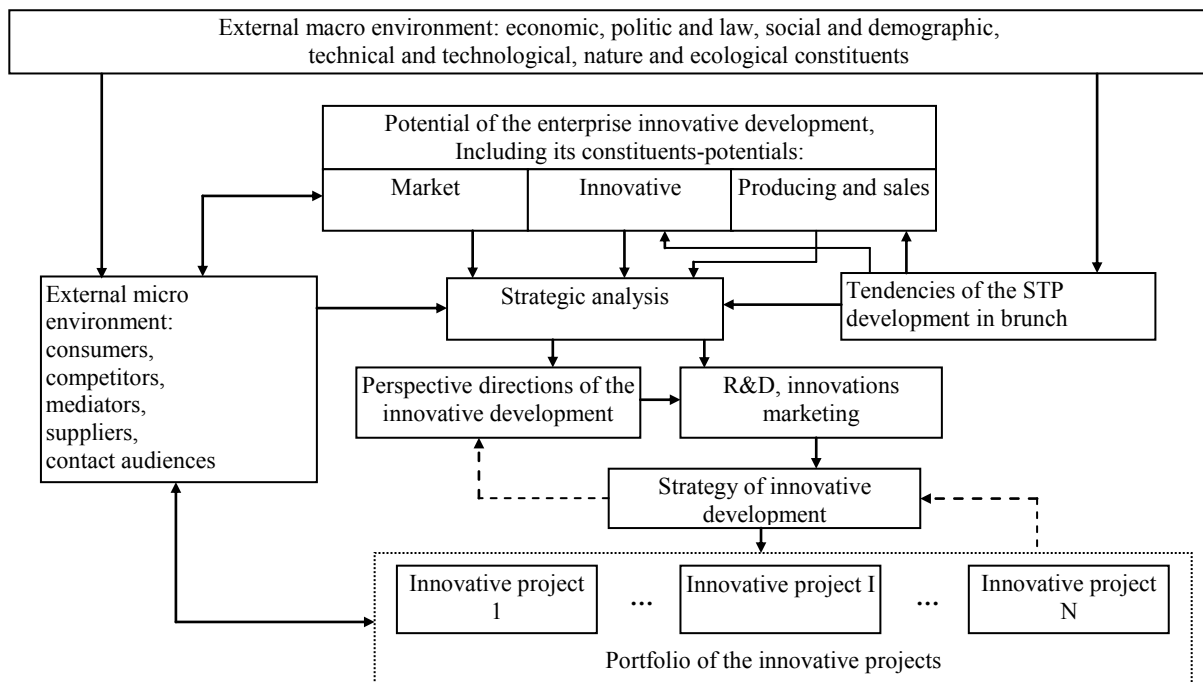 External macro environment: economic, politic and law, social and demographic,
technical and technological, nature and ecological constituents
Potential of the enterprise innovative development,
Including its constituents-potentials:
Market
Innovative
Producing and sales
External micro
environment:
consumers,
competitors,
mediators,
suppliers,
contact audiences
Strategic analysis
Tendencies of the STP
development in brunch
Perspective directions of the
innovative development
R&D, innovations
marketing
Strategy of innovative
development
Innovative project
1
...
Innovative project I
...
Innovative project
N
Portfolio of the innovative projects